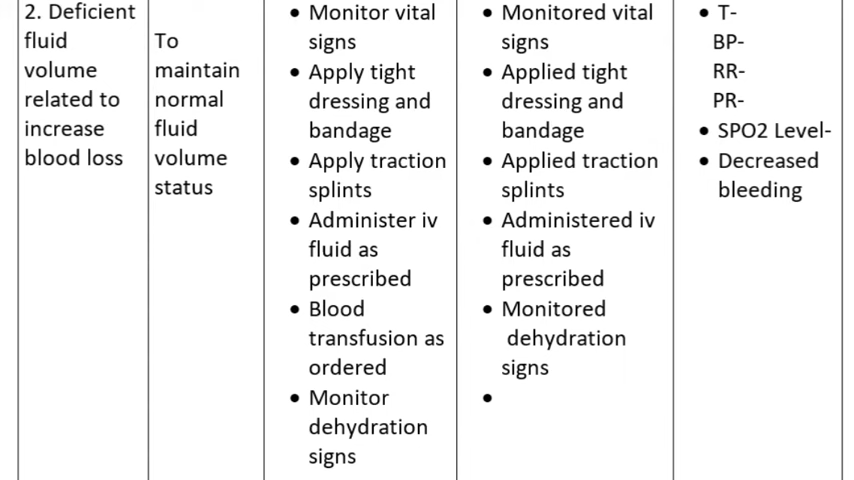 2. Deficient
fluid
volume
related to
increase
blood loss
To
maintain
normal
fluid
volume
status
• Monitor vital
signs
• Apply tight
dressing and
bandage
• Apply traction
splints
• Administer iv
fluid as
prescribed
• Blood
transfusion as
ordered
• Monitor
dehydration
signs
• Monitored vital
signs
• Applied tight
dressing and
bandage
• Applied traction
splints
• Administered iv
fluid as
prescribed
• Monitored
dehydration
signs
•
• T-
BP-
RR-
PR-
• SPO2 Level-
• Decreased
bleeding